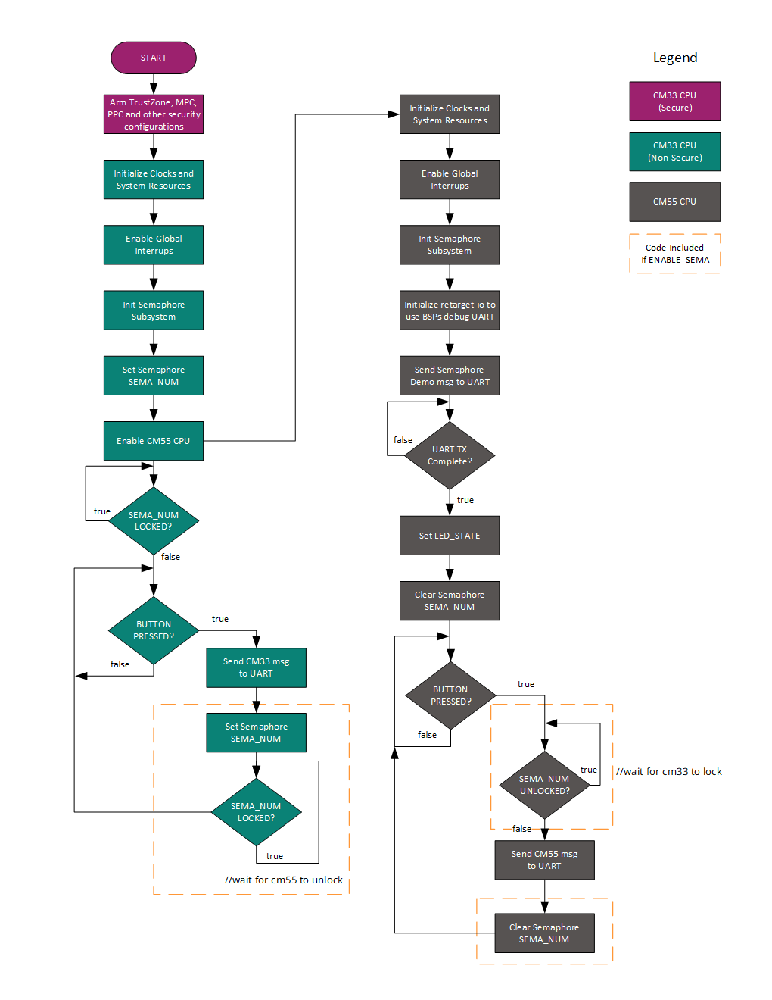 START
Arm TrustZone, MPC,
PPC and other security
configurations
Initialize Clocks and
System Resources
Enable Global
Interrups
Init Semaphore
Subsystem
Set Semaphore
SEMA_NUM
Enable CM55 CPU
true
SEMA_NUM
LOCKED?
false
BUTTON
PRESSED?
true
false
Send CM33 msg
to UART
Set Semaphore
SEMA_NUM
SEMA_NUM
LOCKED?
true
//wait for cm55 to unlock
Initialize Clocks and
System Resources
Enable Global
Interrups
Init Semaphore
Subsystem
Initialize retarget-io to
use BSPs debug UART
Send Semaphore
Demo msg to UART
false
UART TX
Complete?
true
Set LED_STATE
Clear Semaphore
SEMA_NUM
BUTTON
PRESSED?
true
false
SEMA_NUM
UNLOCKED?
true
//wait for cm33 to lock
false
Send CM55 msg
to UART
Clear Semaphore
SEMA_NUM
Legend
CM33 CPU
(Secure)
CM33 CPU
(Non-Secure)
CM55 CPU
Code Included
If ENABLE_SEMA